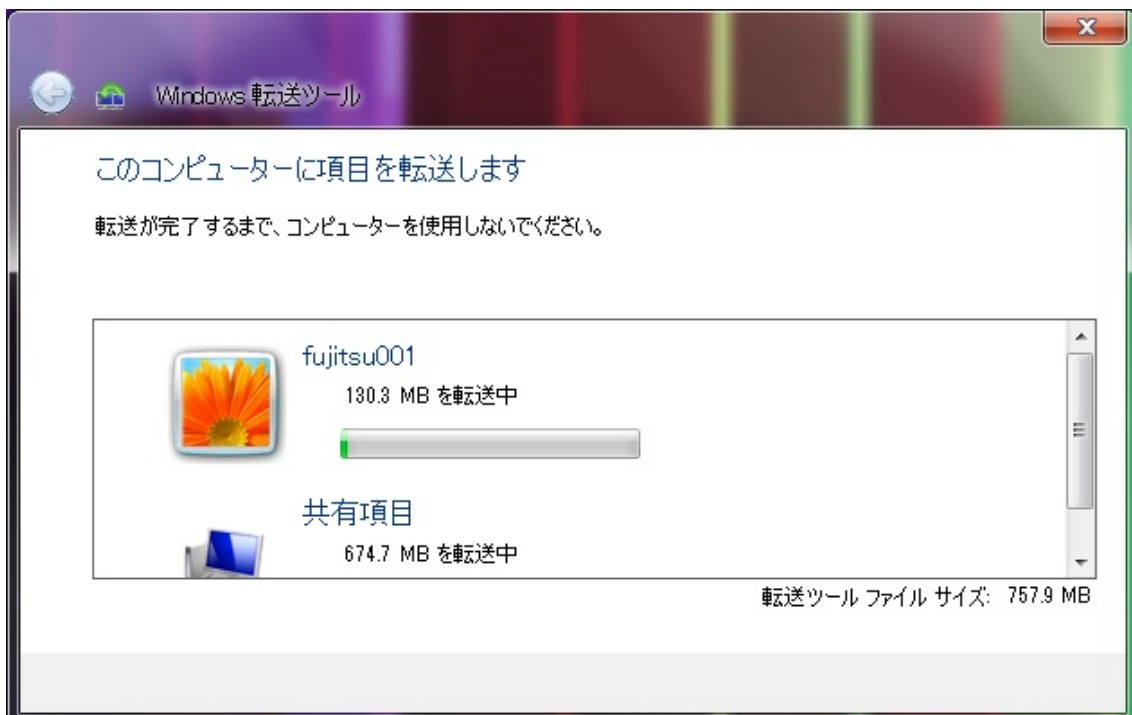 Windows 転送ツール
このコンピューターに項目を転送します
転送が完了するまで、コンピューターを使用しないでください。
fujitsu001
130.3 MB を転送中
共有項目
674.7 MB を転送中
転送ツール ファイル サイズ: 757.9 MB